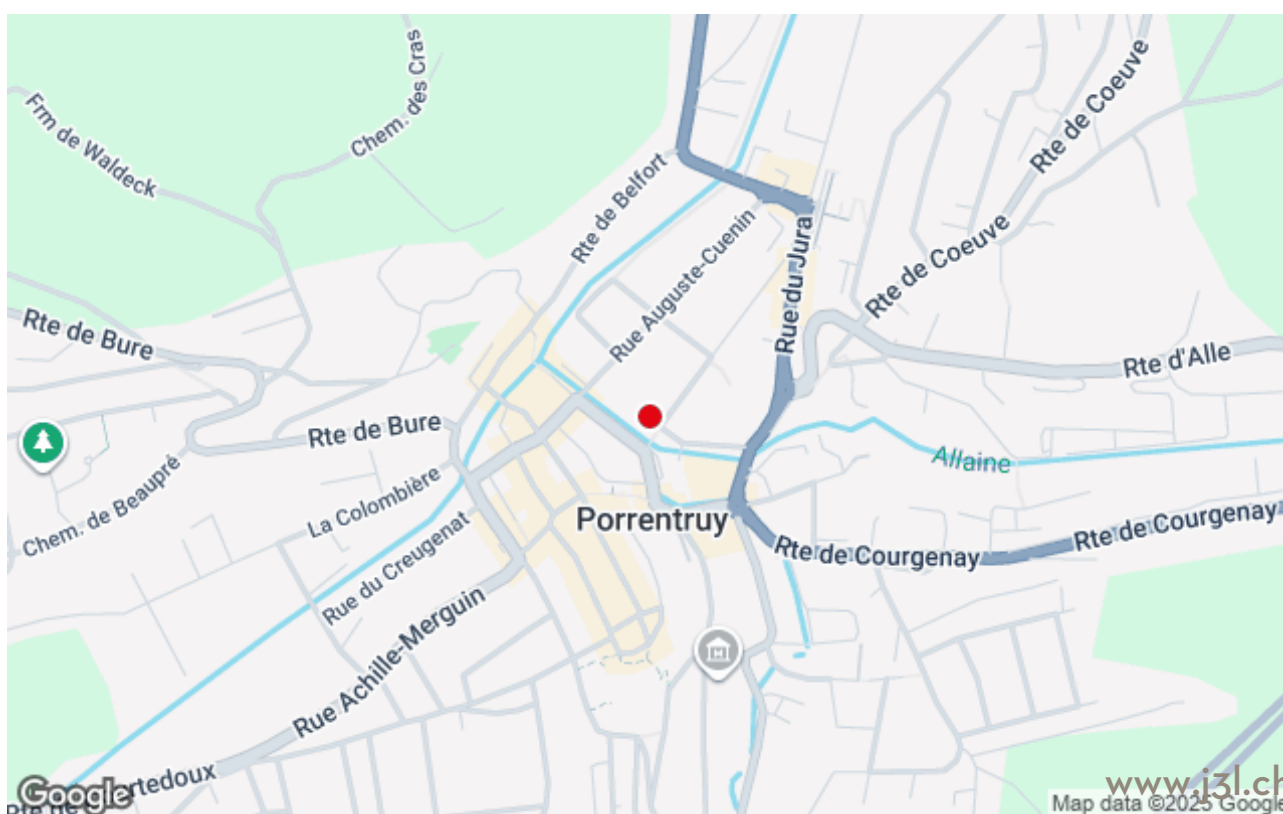 Chem. des Cras
Frm de Waldeck
Rte de Coeuve
Rte de Belfort
Rue Auguste-Cuenin
Rue du Jura
Rte de Coeuve
Rte de Bure
Rte d'Alle
Rte de Bure
Allaine
Chem. de Beaupré
La Colombière
Rue du Creugenat
Porrentruy
Rte de Courgenay
Rte de Courgenay
Rue Achille-Merguin
Google
rtedoux
www.j3l.ch
Map data ©2025 Google